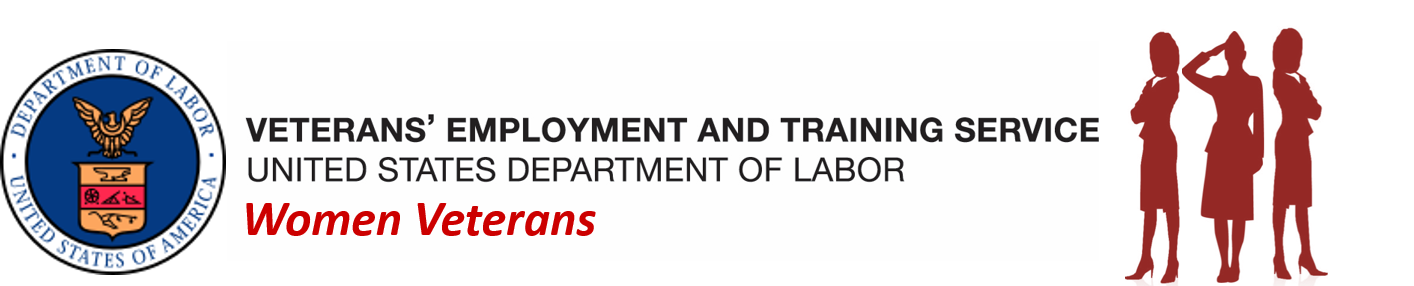 DEPARTMENT OF LABOR
UNITED STATES OF AMERICA
VETERANS’ EMPLOYMENT AND TRAINING SERVICE
UNITED STATES DEPARTMENT OF LABOR
Women Veterans